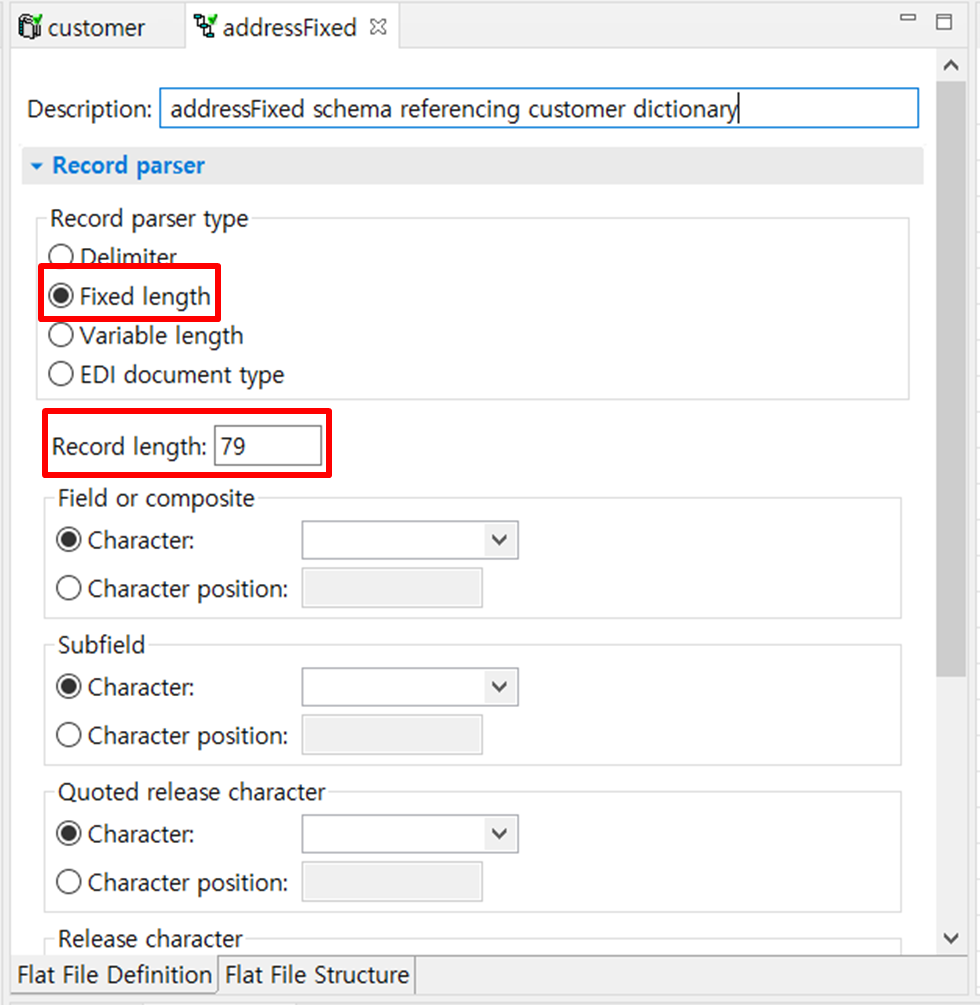 customer
addressFixed
Description: addressFixed schema referencing customer dictionary
Record parser
Record parser type
Delimiter
Fixed length
Variable length
EDI document type
Record length: 79
Field or composite
Character:
Character position:
Subfield
Character:
Character position:
Quoted release character
Character:
Character position:
Release character
Flat File Definition
Flat File Structure